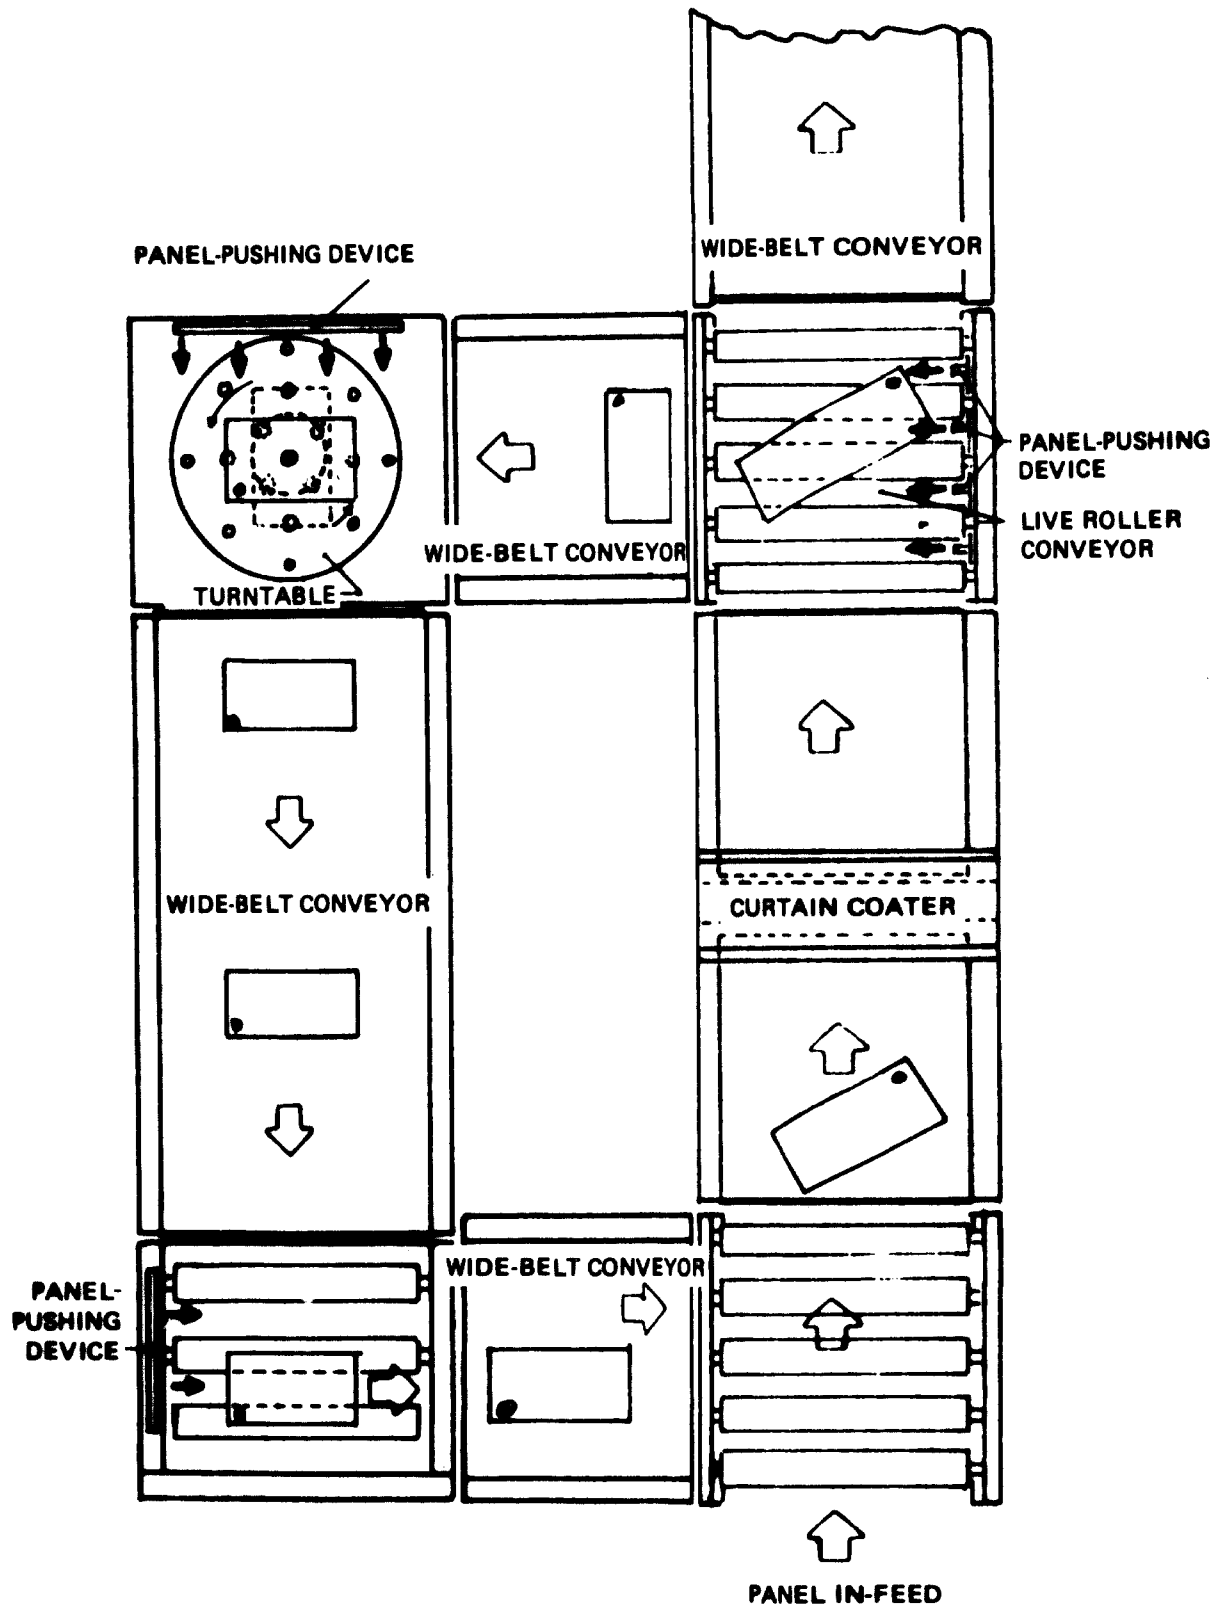 WIDE-BELT CONVEYOR
PANEL-PUSHING DEVICE
PANEL-PUSHING
DEVICE
LIVE ROLLER
CONVEYOR
WIDE-BELT CONVEYOR
TURNTABLE
WIDE-BELT CONVEYOR
CURTAIN COATER
WIDE-BELT CONVEYOR
PANEL-
PUSHING
DEVICE
PANEL IN-FEED